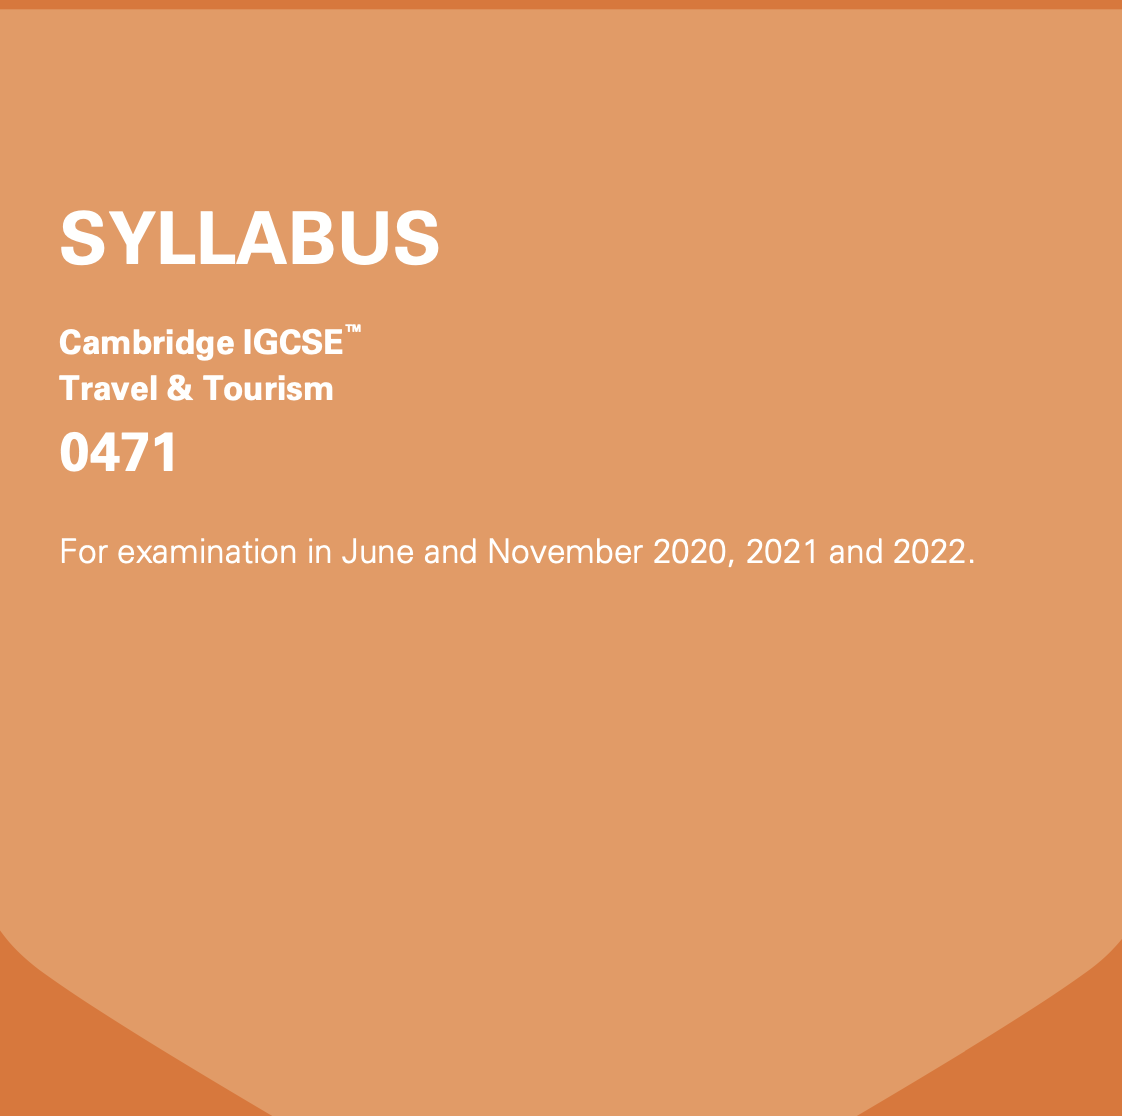 SYLLABUS
Cambridge IGCSE™
Travel & Tourism
0471
For examination in June and November 2020, 2021 and 2022.